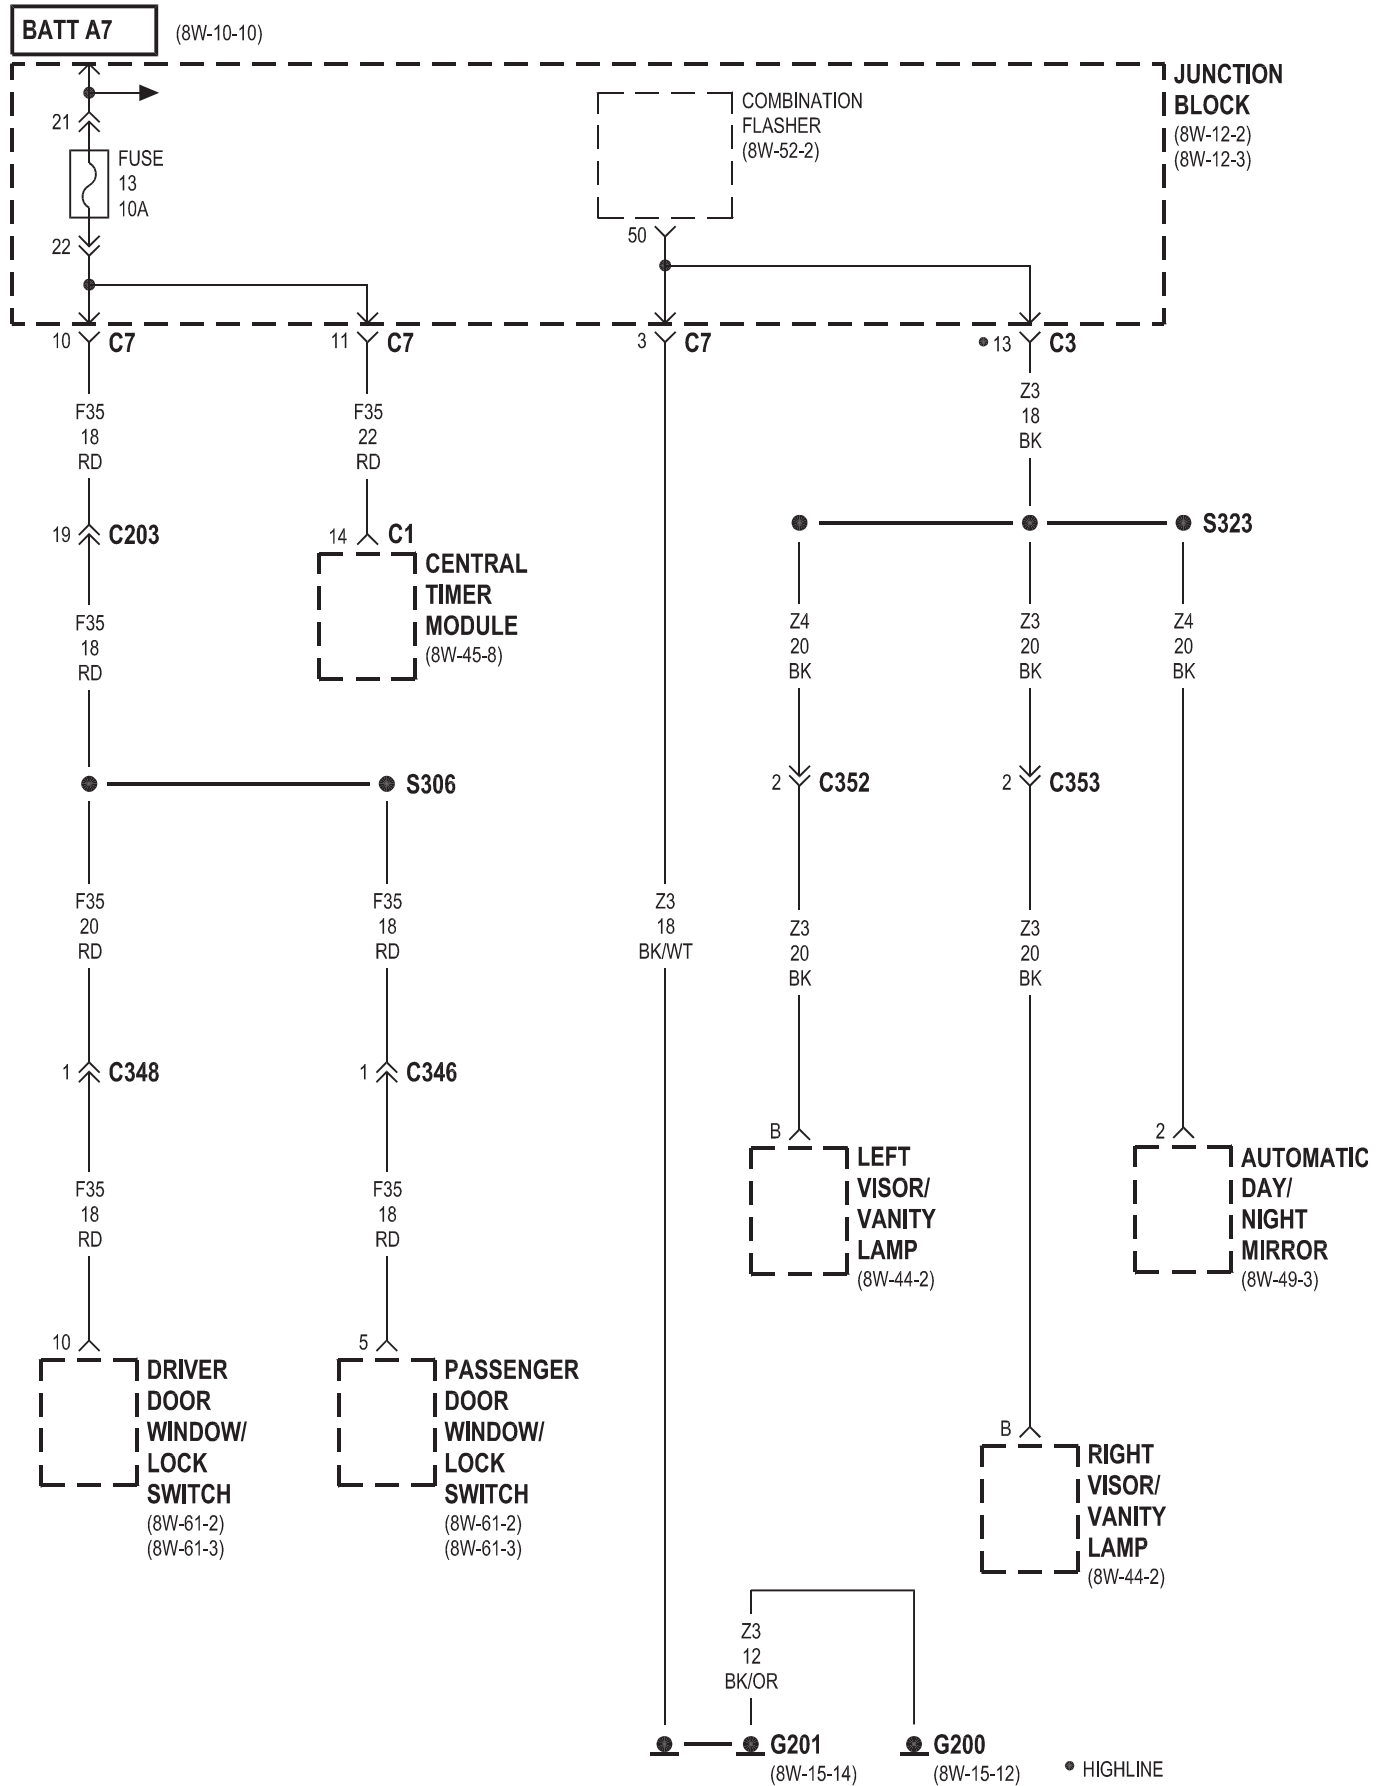 BATT A7
(8W-10-10)
JUNCTION
BLOCK
(8W-12-2)
(8W-12-3)
COMBINATION
FLASHER
(8W-52-2)
21
FUSE
13
10A
22
50
10
C7
11
C7
3
C7
• 13
C3
F35
18
RD
F35
22
RD
Z3
18
BK
19
C203
14
C1
CENTRAL
TIMER
MODULE
(8W-45-8)
S323
F35
18
RD
Z4
20
BK
Z3
20
BK
Z4
20
BK
S306
2
C352
2
C353
F35
20
RD
F35
18
RD
Z3
18
BK/WT
Z3
20
BK
Z3
20
BK
1
C348
1
C346
F35
18
RD
F35
18
RD
B
LEFT
VISOR/
VANITY
LAMP
(8W-44-2)
2
AUTOMATIC
DAY/
NIGHT
MIRROR
(8W-49-3)
10
DRIVER
DOOR
WINDOW/
LOCK
SWITCH
(8W-61-2)
(8W-61-3)
5
PASSENGER
DOOR
WINDOW/
LOCK
SWITCH
(8W-61-2)
(8W-61-3)
B
RIGHT
VISOR/
VANITY
LAMP
(8W-44-2)
Z3
12
BK/OR
G201
(8W-15-14)
G200
(8W-15-12)
• HIGHLINE